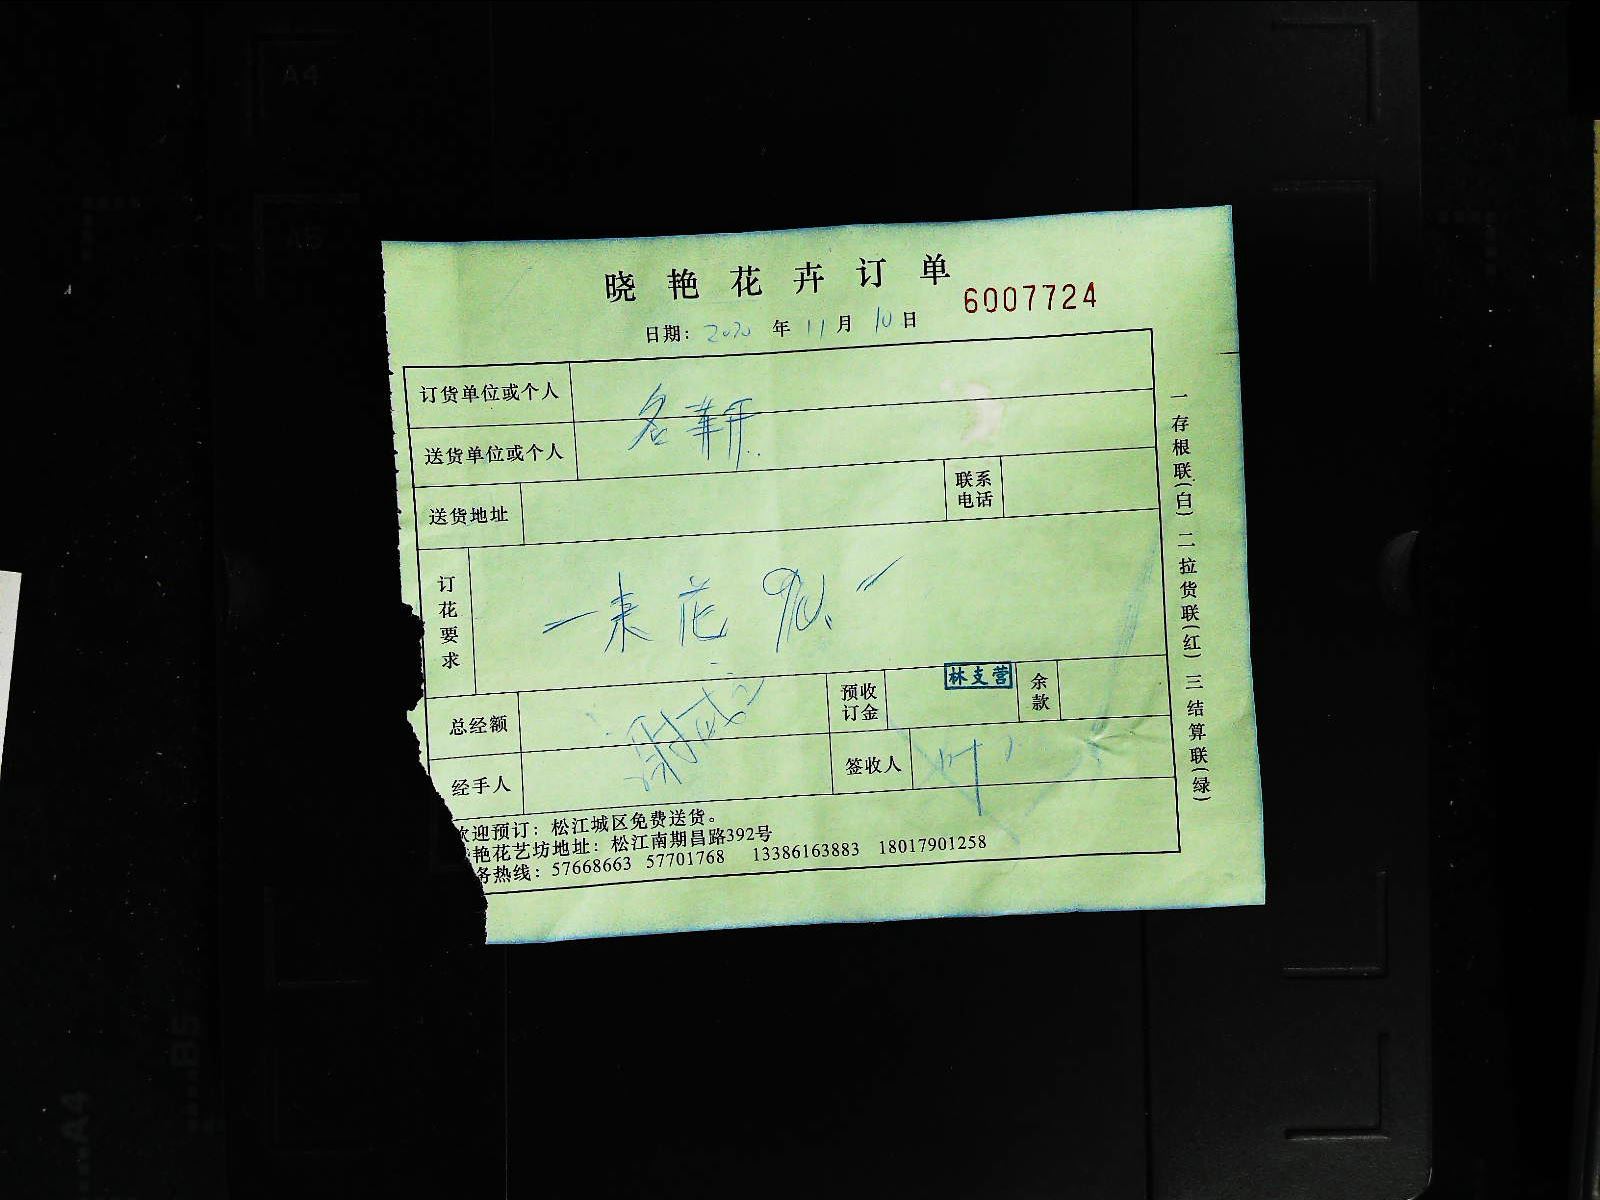 晓艳花卉订单
6007724
日期: 2020 年 11 月 10 日
订货单位或个人
送货单位或个人
名華轩
送货地址
联系电话
订花要求
一束花
总经额
预收订金
林支营
余款
经手人
签收人
欢迎预订：松江城区免费送货。
艳花艺坊地址：松江南期昌路392号
务热线：57668663 57701768 13386163883 18017901258
一存根联(白) 二拉货联(红) 三结算联(绿)
A4
A5
B5
A4